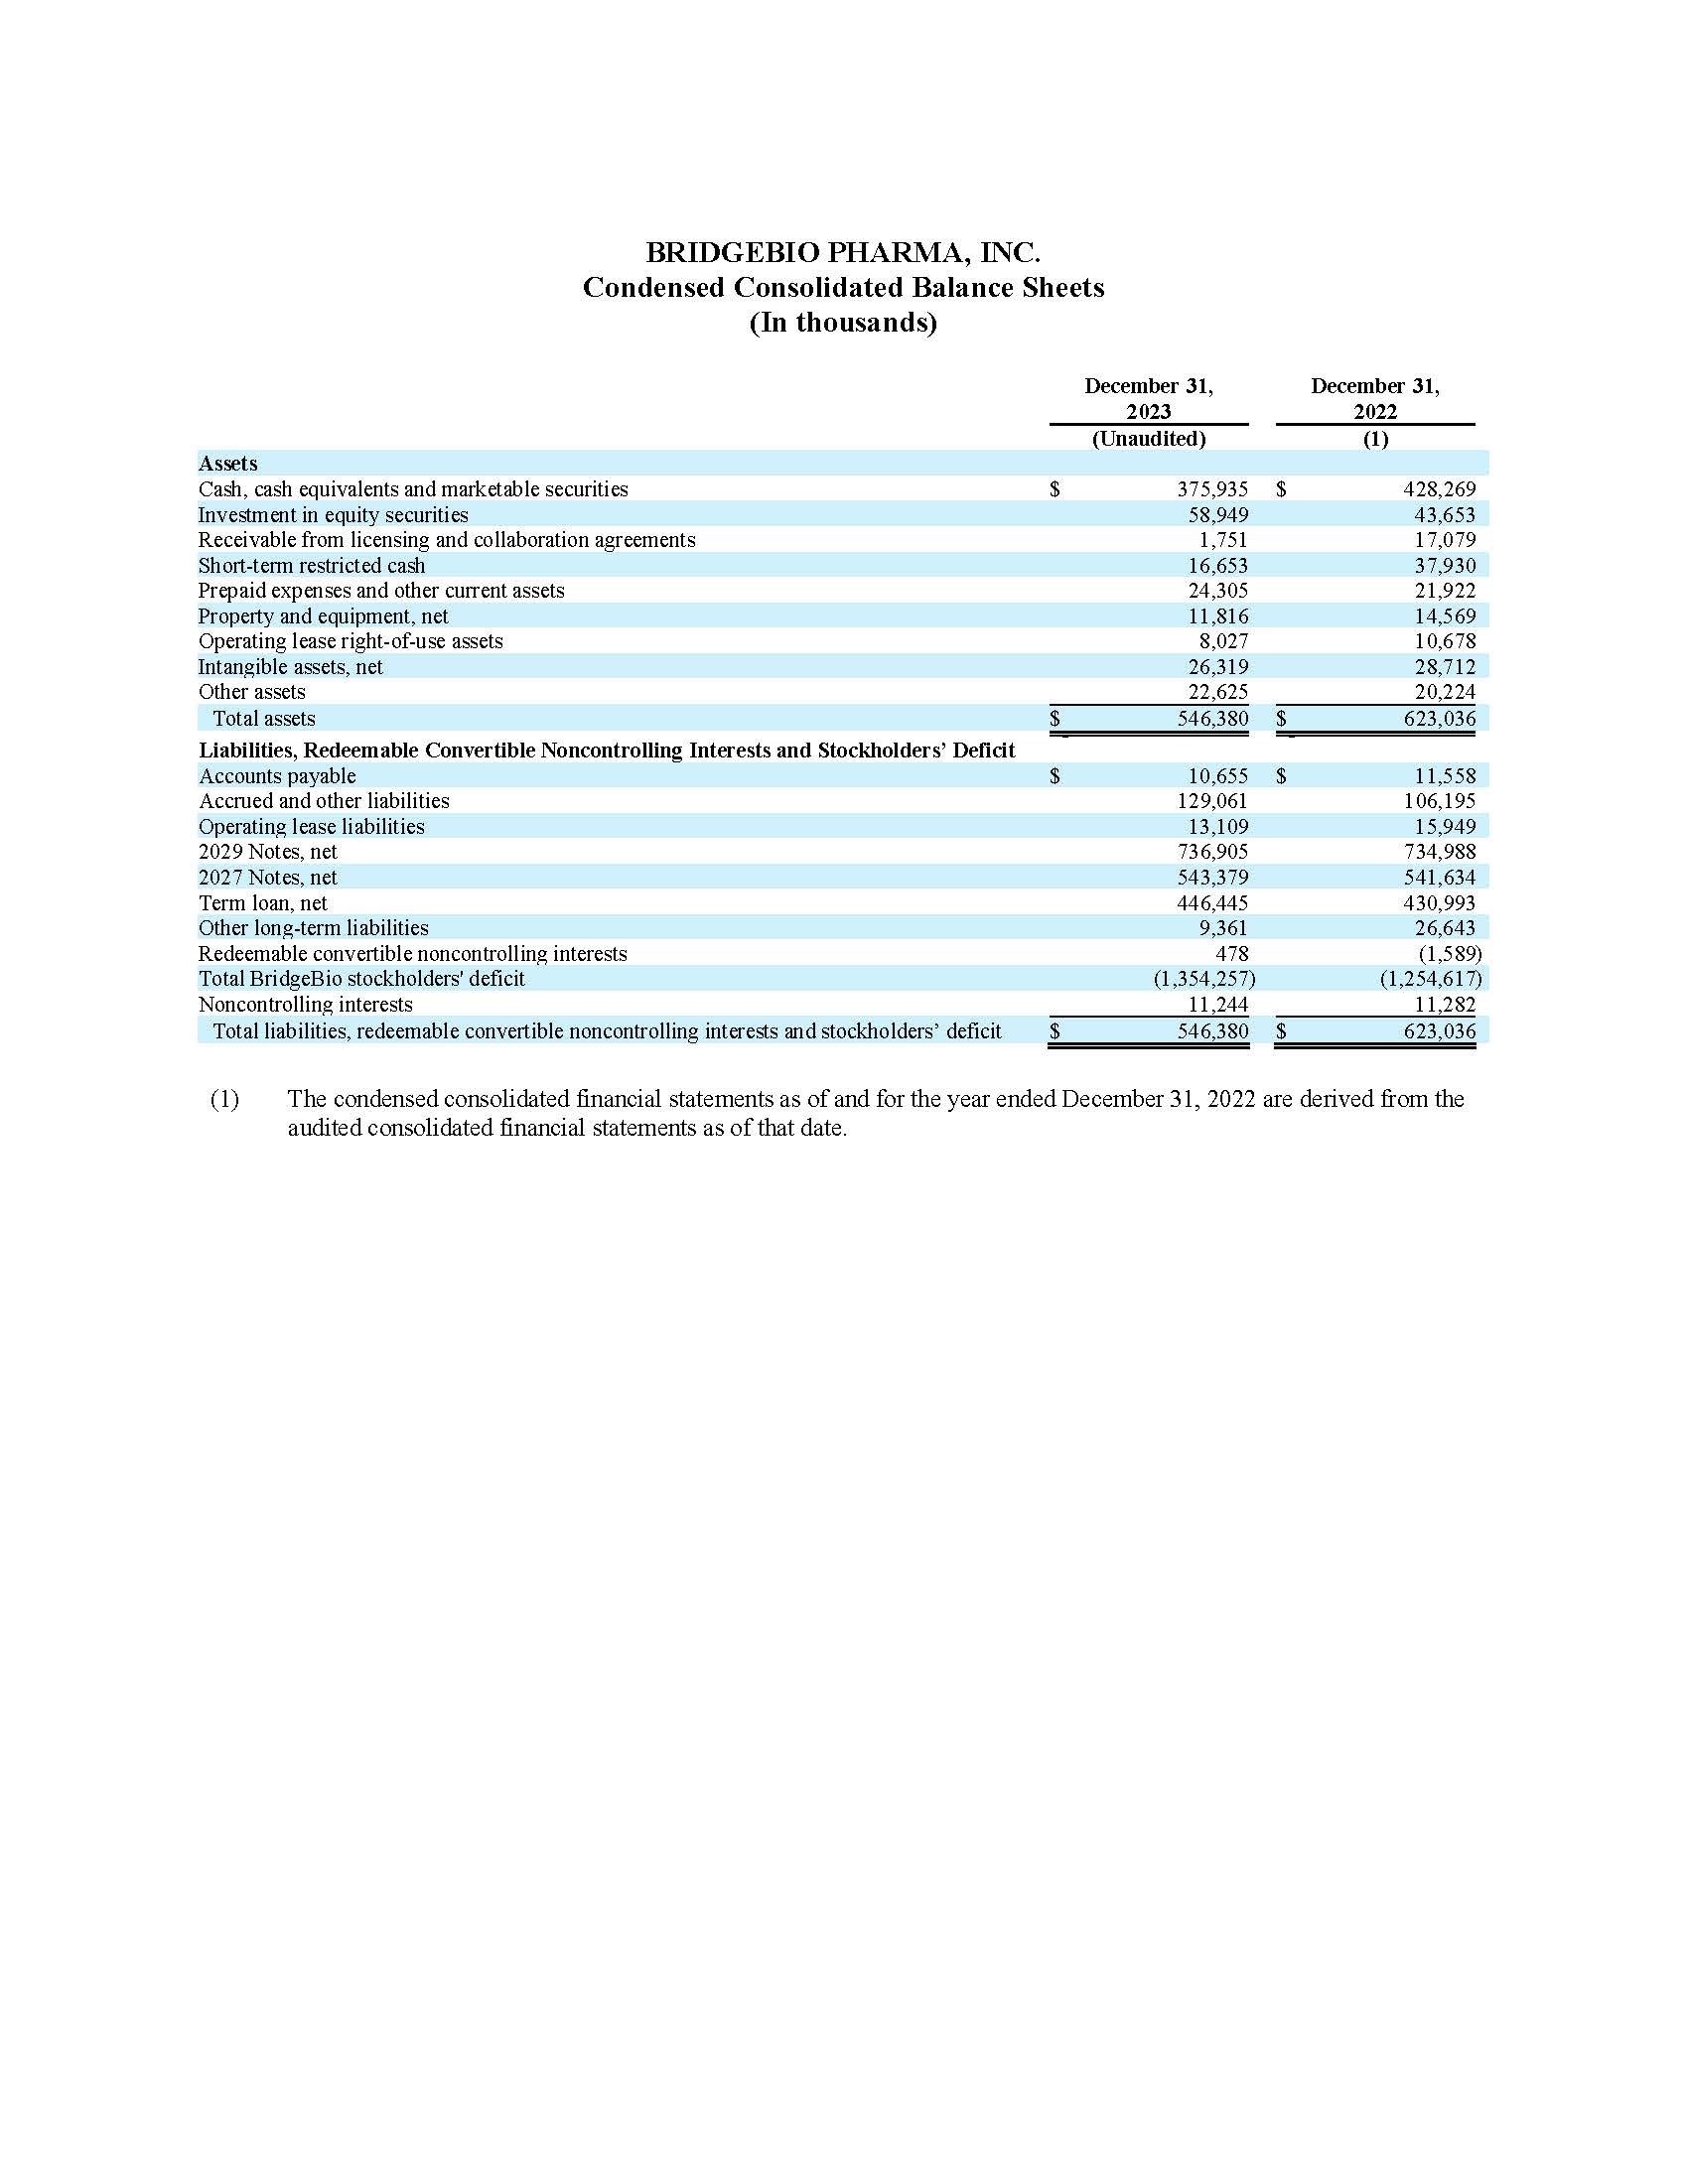 BRIDGEBIO PHARMA, INC.
Condensed Consolidated Balance Sheets
(In thousands)
December 31, 2023 December 31, 2022
(Unaudited) (1)
Assets
Cash, cash equivalents and marketable securities $ 375,935 $ 428,269
Investment in equity securities 58,949 43,653
Receivable from licensing and collaboration agreements 1,751 17,079
Short-term restricted cash 16,653 37,930
Prepaid expenses and other current assets 24,305 21,922
Property and equipment, net 11,816 14,569
Operating lease right-of-use assets 8,027 10,678
Intangible assets, net 26,319 28,712
Other assets 22,625 20,224
Total assets $ 546,380 $ 623,036
Liabilities, Redeemable Convertible Noncontrolling Interests and Stockholders’ Deficit
Accounts payable $ 10,655 $ 11,558
Accrued and other liabilities 129,061 106,195
Operating lease liabilities 13,109 15,949
2029 Notes, net 736,905 734,988
2027 Notes, net 543,379 541,634
Term loan, net 446,445 430,993
Other long-term liabilities 9,361 26,643
Redeemable convertible noncontrolling interests 478 (1,589)
Total BridgeBio stockholders' deficit (1,354,257) (1,254,617)
Noncontrolling interests 11,244 11,282
Total liabilities, redeemable convertible noncontrolling interests and stockholders’ deficit $ 546,380 $ 623,036
(1) The condensed consolidated financial statements as of and for the year ended December 31, 2022 are derived from the
audited consolidated financial statements as of that date.